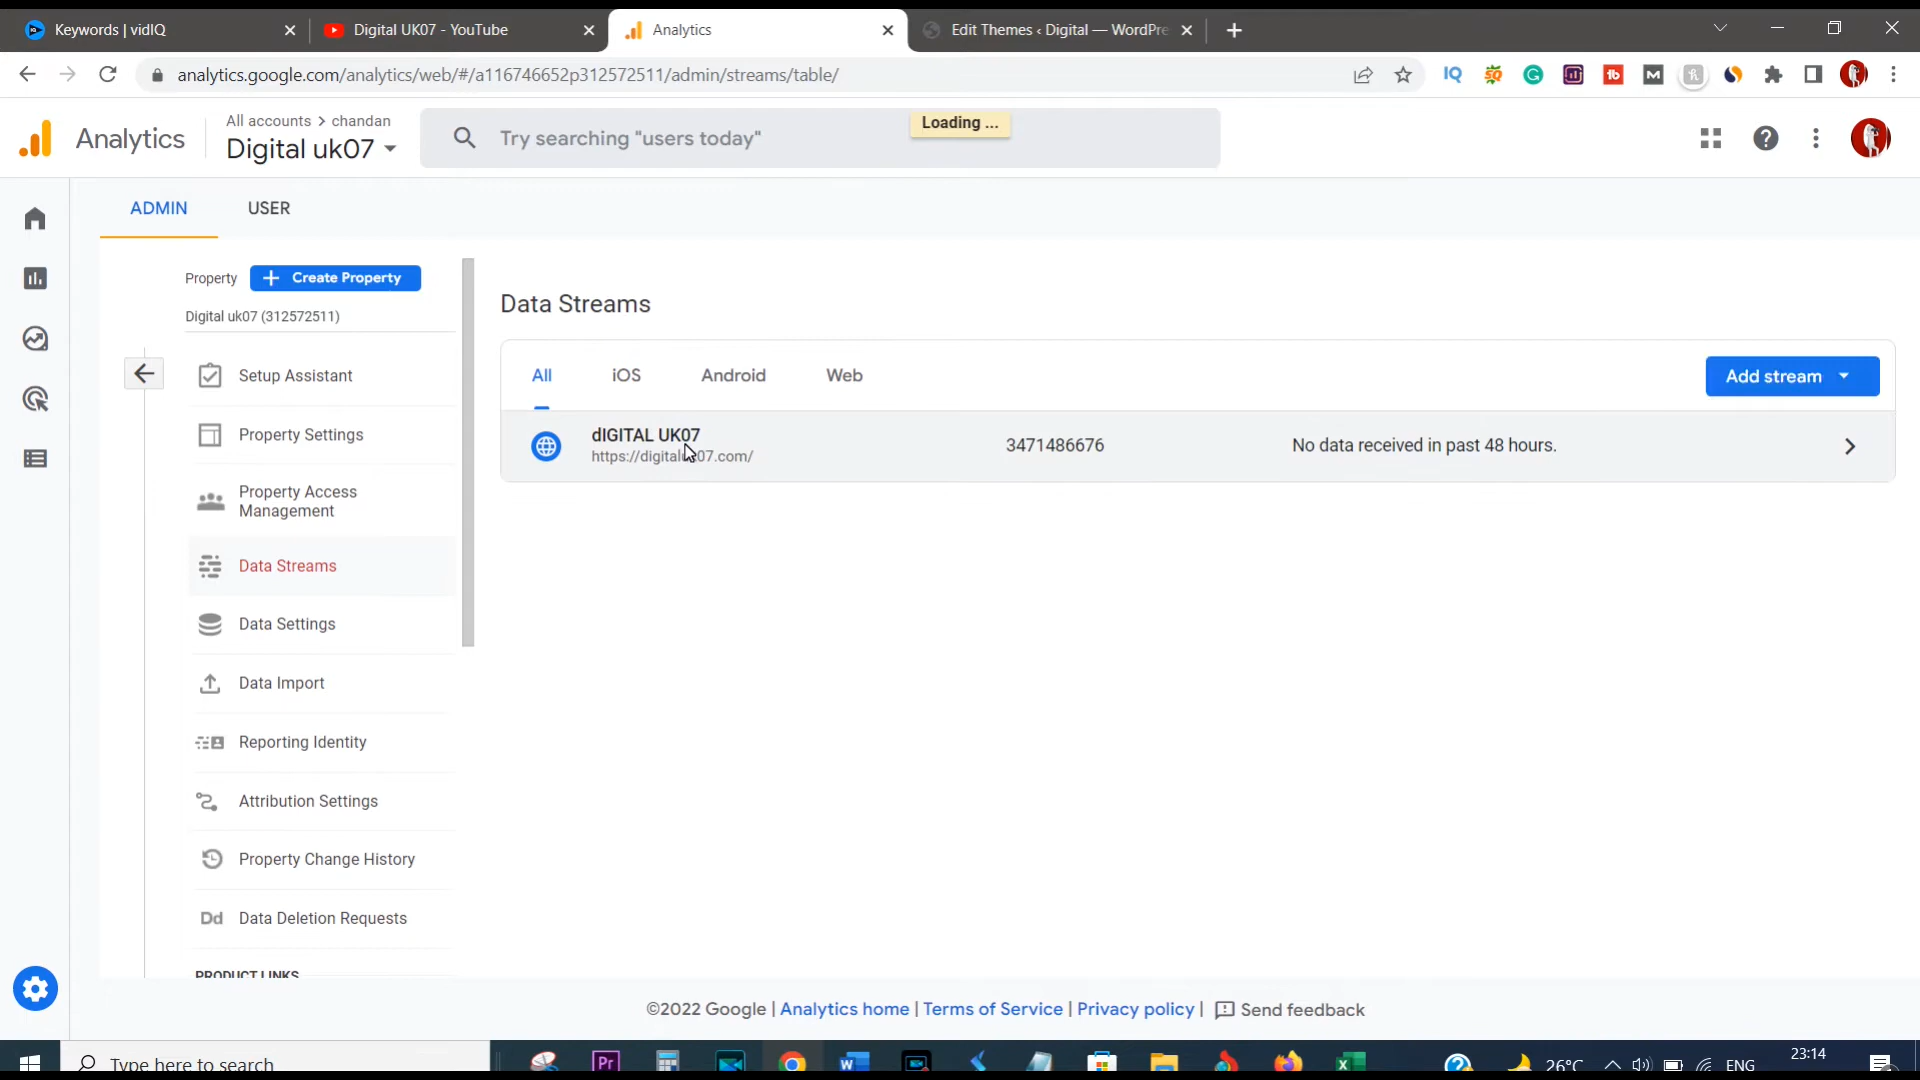 Keywords | vidIQ
Digital UK07 - YouTube
Analytics
Edit Themes ‹ Digital — WordPre
analytics.google.com/analytics/web/#/a116746652p312572511/admin/streams/table/
Analytics
All accounts > chandan
Digital uk07
Try searching "users today"
Loading ...
ADMIN
USER
Property
Create Property
Digital uk07 (312572511)
Setup Assistant
Property Settings
Property Access
Management
Data Streams
Data Settings
Data Import
Reporting Identity
Attribution Settings
Property Change History
Dd Data Deletion Requests
PRODUCT LINKS
Data Streams
All
iOS
Android
Web
Add stream
dIGITAL UK07
https://digitaluk07.com/
3471486676
No data received in past 48 hours.
©2022 Google | Analytics home | Terms of Service | Privacy policy | Send feedback
Type here to search
26°C
ENG
23:14